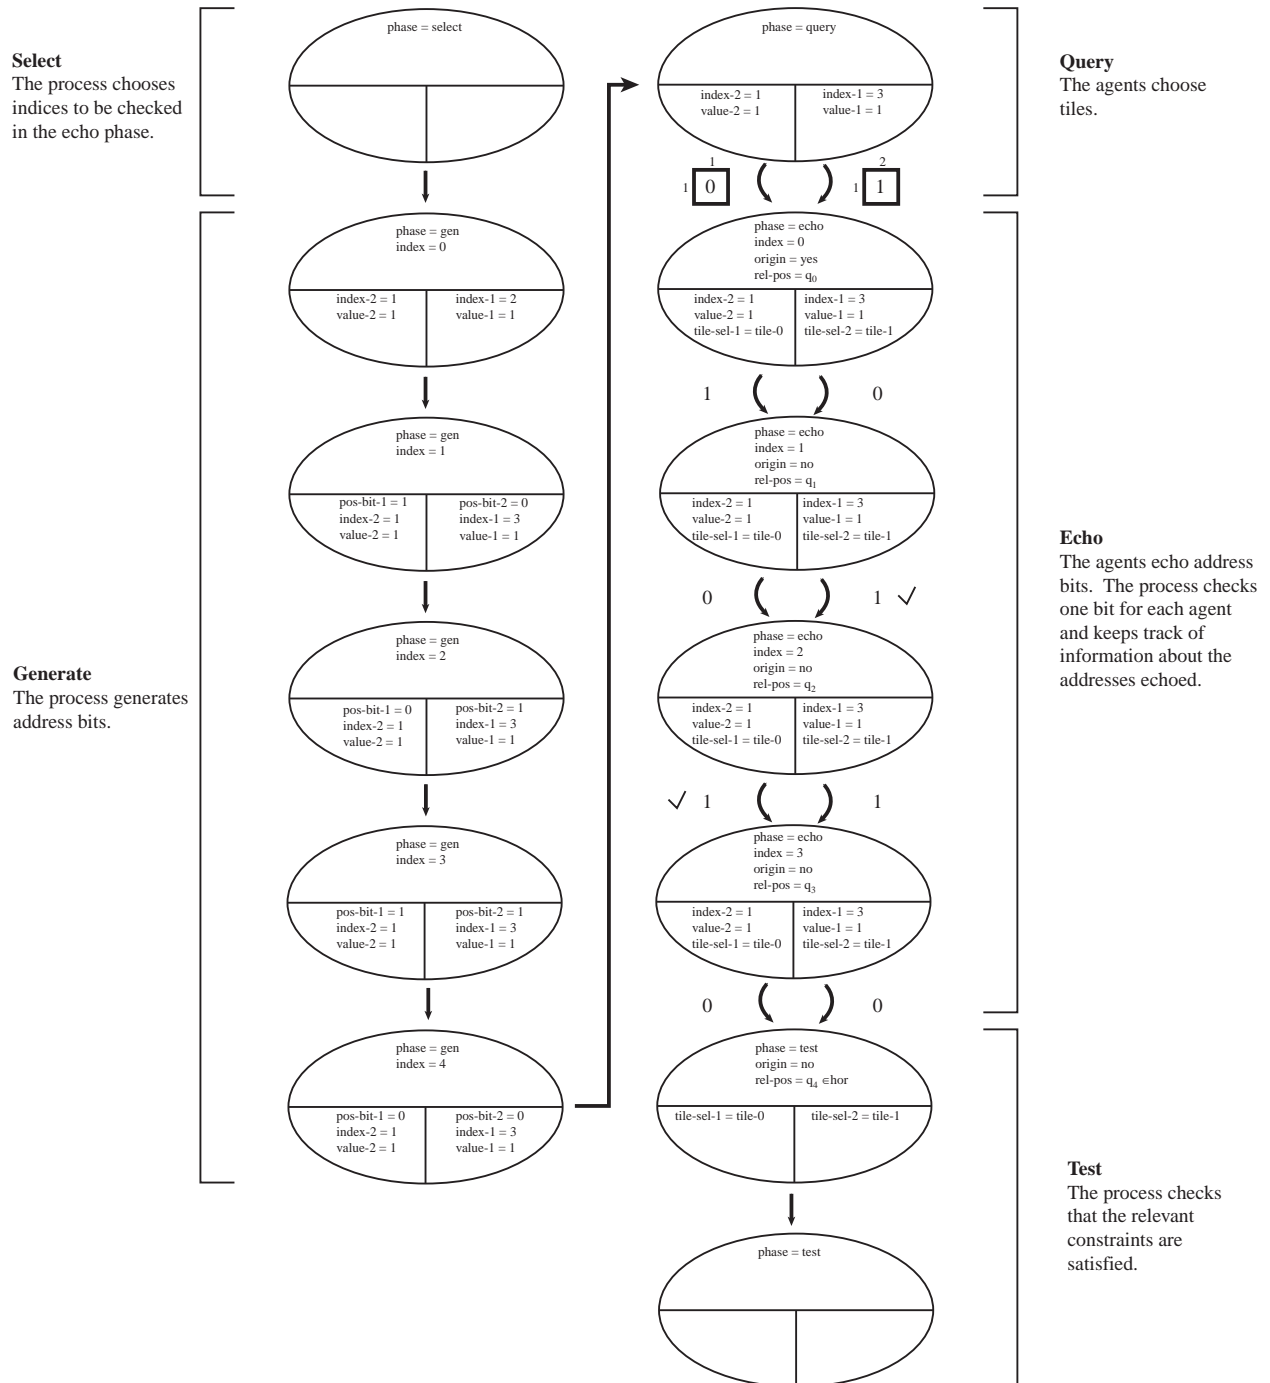 Select
The process chooses
indices to be checked
in the echo phase.
phase = select
Generate
The process generates
address bits.
phase = gen
index = 0
index-2 = 1
value-2 = 1
index-1 = 2
value-1 = 1
phase = gen
index = 1
pos-bit-1 = 1
index-2 = 1
value-2 = 1
pos-bit-2 = 0
index-1 = 3
value-1 = 1
phase = gen
index = 2
pos-bit-1 = 0
index-2 = 1
value-2 = 1
pos-bit-2 = 1
index-1 = 3
value-1 = 1
phase = gen
index = 3
pos-bit-1 = 1
index-2 = 1
value-2 = 1
pos-bit-2 = 1
index-1 = 3
value-1 = 1
phase = gen
index = 4
pos-bit-1 = 0
index-2 = 1
value-2 = 1
pos-bit-2 = 0
index-1 = 3
value-1 = 1
phase = query
index-2 = 1
value-2 = 1
index-1 = 3
value-1 = 1
Query
The agents choose
tiles.
1
1 0
2
1 1
phase = echo
index = 0
origin = yes
rel-pos = q0
index-2 = 1
value-2 = 1
tile-sel-1 = tile-0
index-1 = 3
value-1 = 1
tile-sel-2 = tile-1
1 0
phase = echo
index = 1
origin = no
rel-pos = q1
index-2 = 1
value-2 = 1
tile-sel-1 = tile-0
index-1 = 3
value-1 = 1
tile-sel-2 = tile-1
0 1 ✓
phase = echo
index = 2
origin = no
rel-pos = q2
index-2 = 1
value-2 = 1
tile-sel-1 = tile-0
index-1 = 3
value-1 = 1
tile-sel-2 = tile-1
✓ 1 1
phase = echo
index = 3
origin = no
rel-pos = q3
index-2 = 1
value-2 = 1
tile-sel-1 = tile-0
index-1 = 3
value-1 = 1
tile-sel-2 = tile-1
0 0
Echo
The agents echo address
bits. The process checks
one bit for each agent
and keeps track of
information about the
addresses echoed.
phase = test
origin = no
rel-pos = q4 ∈hor
tile-sel-1 = tile-0
tile-sel-2 = tile-1
phase = test
Test
The process checks
that the relevant
constraints are
satisfied.